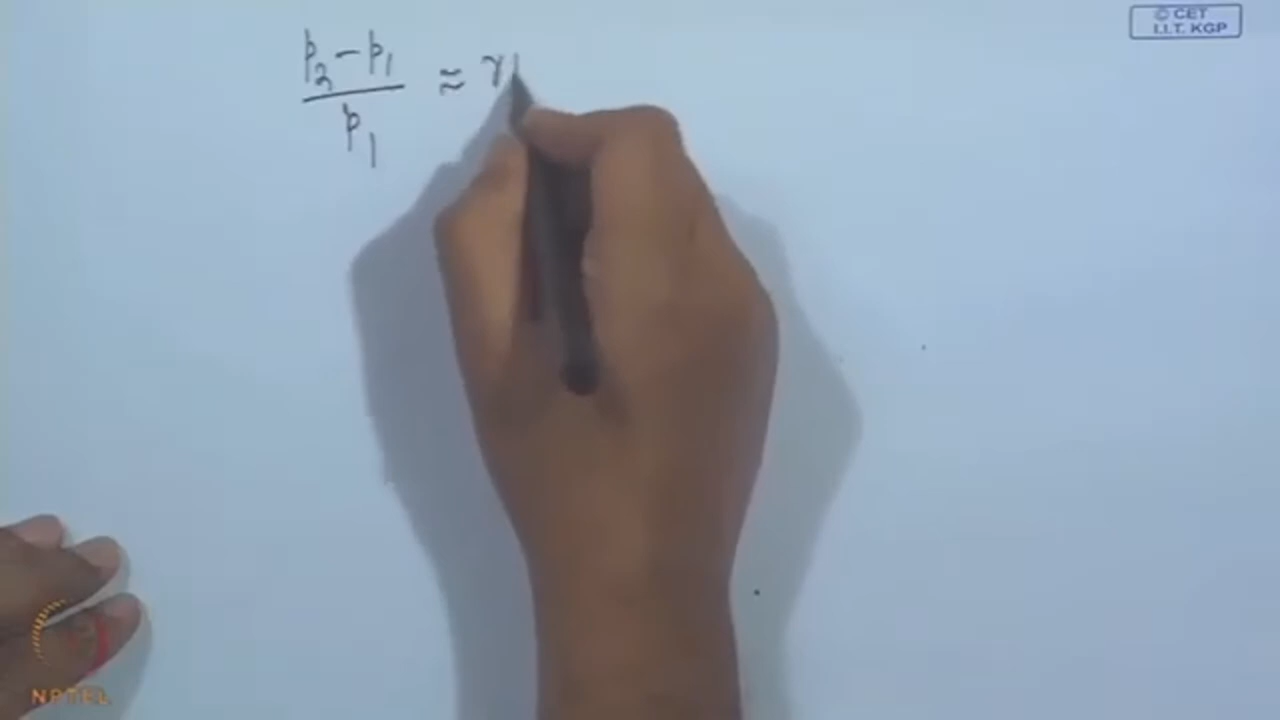 © CET
I.I.T. KGP
p₂ - p₁
p₁
≈ γ
NPTEL